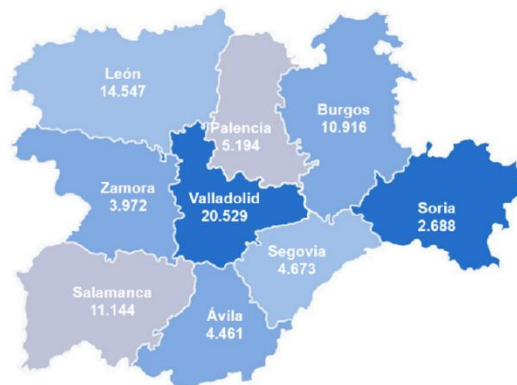 León
14.547
Palencia
5.194
Burgos
10.916
Zamora
3.972
Valladolid
20.529
Soria
2.688
Segovia
4.673
Salamanca
11.144
Ávila
4.461